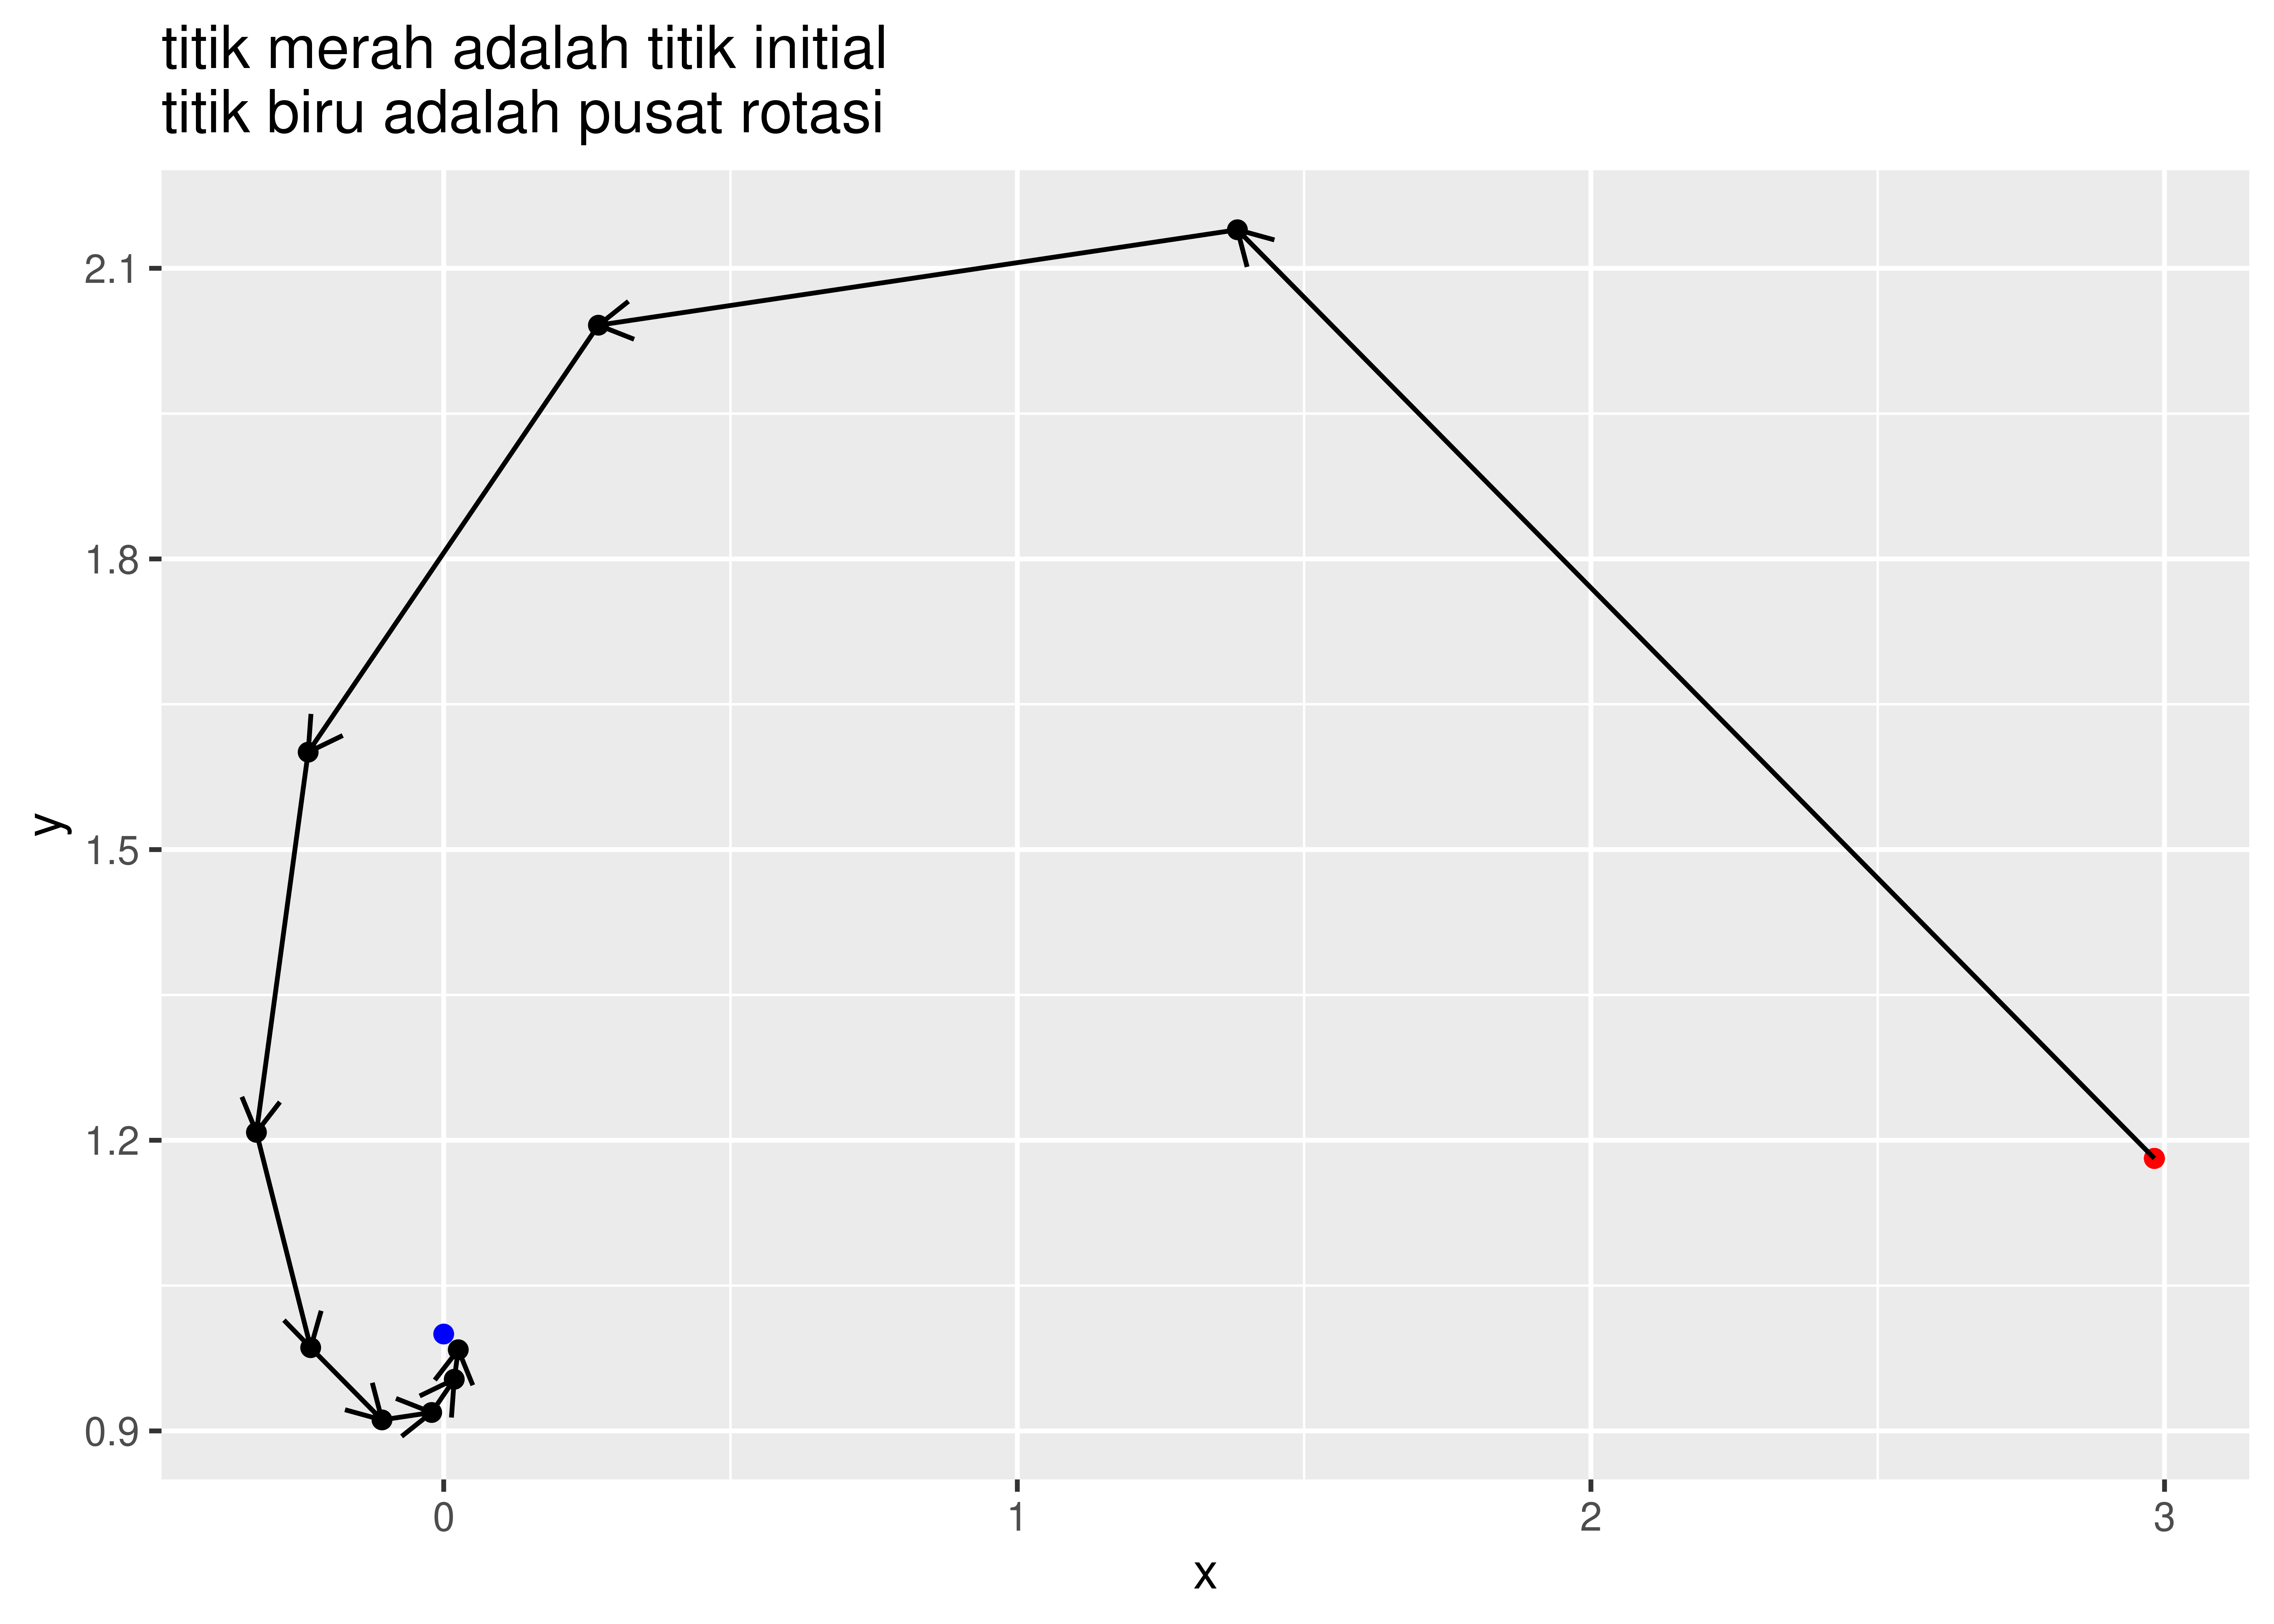 titik merah adalah titik initial
titik biru adalah pusat rotasi
2.1
1.8
1.5
1.2
0.9
y
0 1 2 3
x